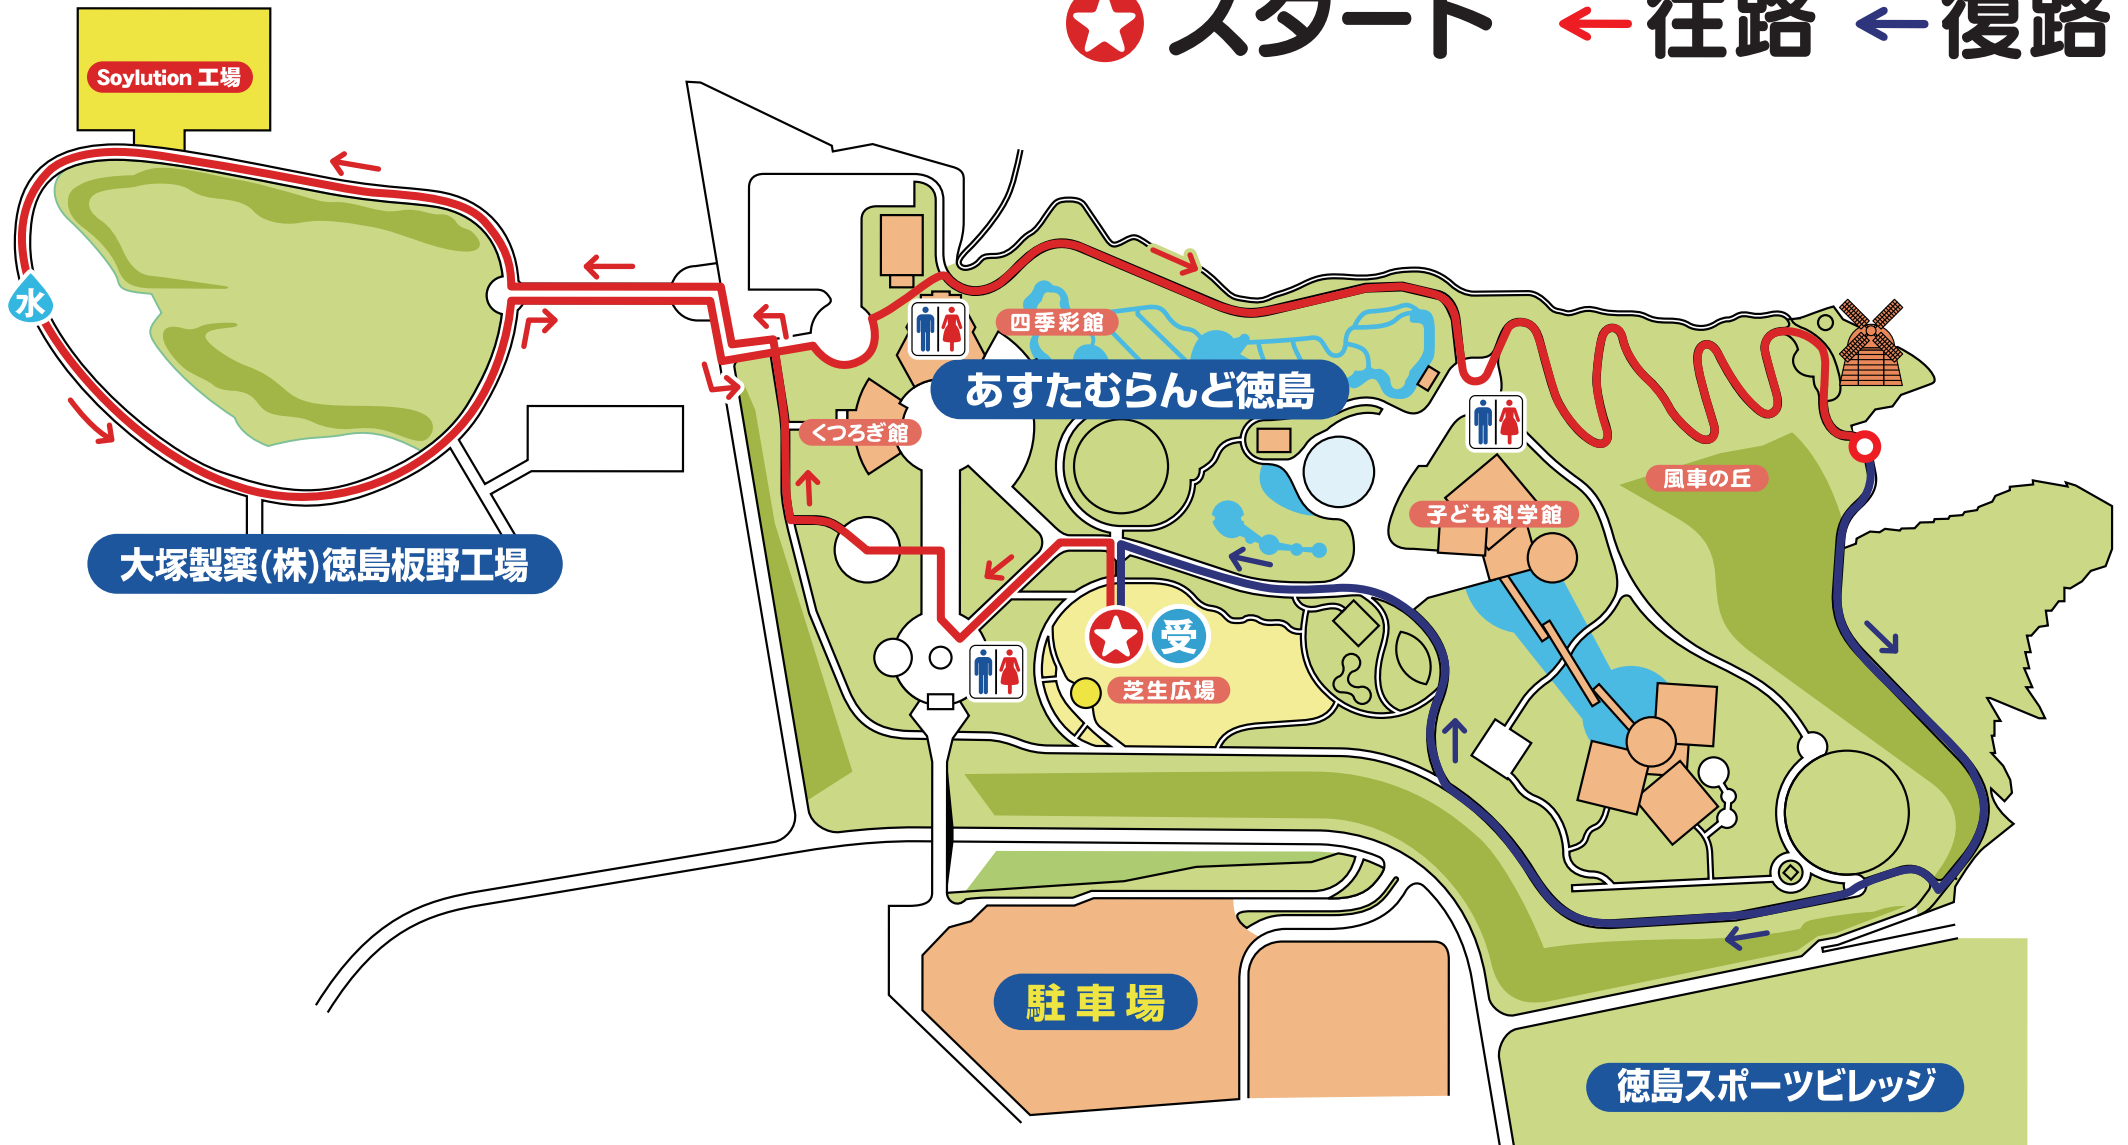 スタート
往路
復路
Soylution 工場
水
四季彩館
あすたむらんど徳島
くつろぎ館
風車の丘
子ども科学館
大塚製薬(株)徳島板野工場
受
芝生広場
駐車場
徳島スポーツビレッジ